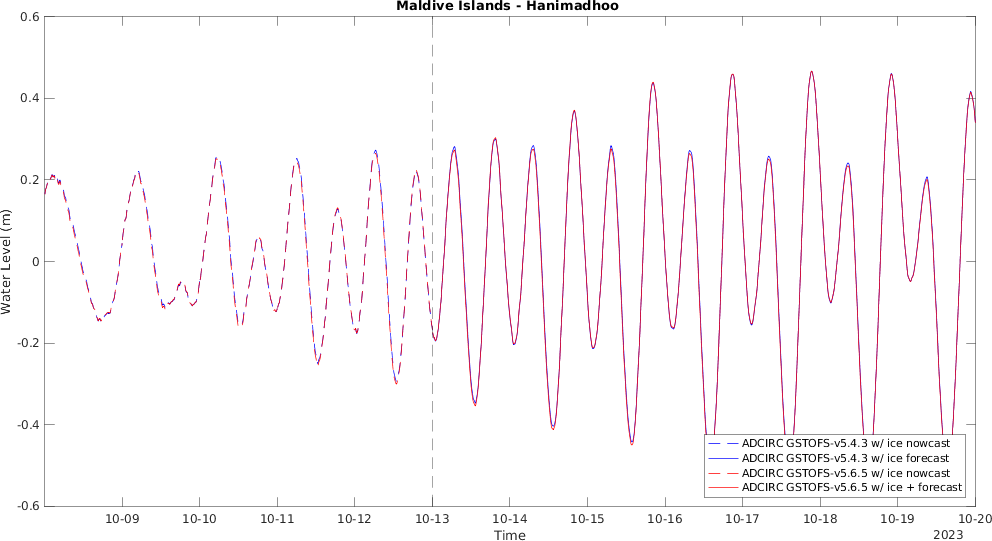 Maldive Islands - Hanimadhoo
0.6
0.4
0.2
0
-0.2
-0.4
-0.6
Water Level (m)
10-09 10-10 10-11 10-12 10-13 10-14 10-15 10-16 10-17 10-18 10-19 10-20
Time
2023
ADCIRC GSTOFS-v5.4.3 w/ ice nowcast
ADCIRC GSTOFS-v5.4.3 w/ ice forecast
ADCIRC GSTOFS-v5.6.5 w/ ice nowcast
ADCIRC GSTOFS-v5.6.5 w/ ice + forecast